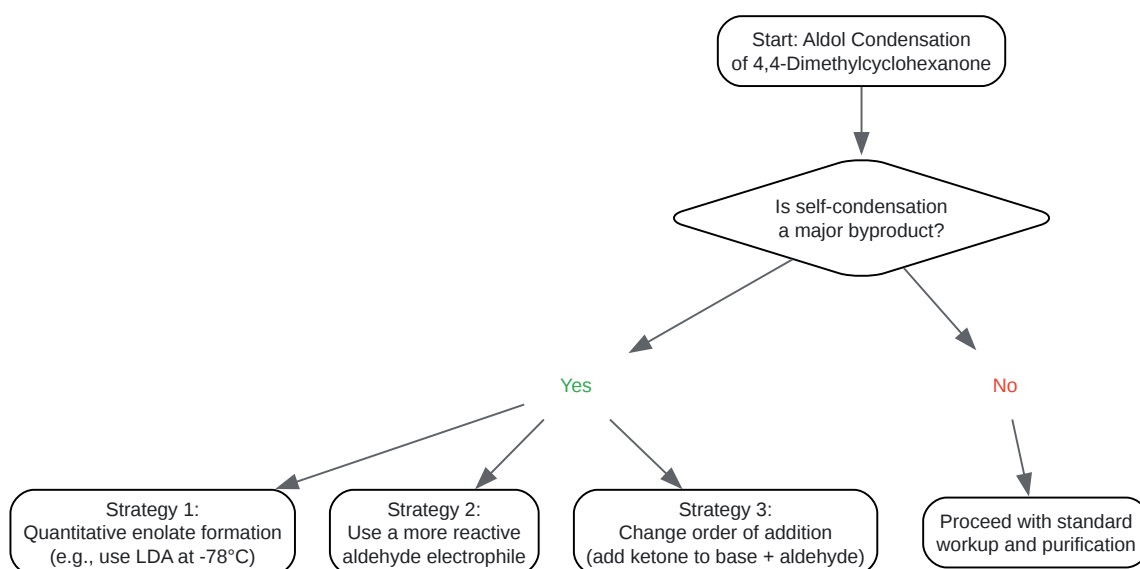 Start: Aldol Condensation
of 4,4-Dimethylcyclohexanone
Is self-condensation
a major byproduct?
Yes
No
Strategy 1:
Quantitative enolate formation
(e.g., use LDA at -78°C)
Strategy 2:
Use a more reactive
aldehyde electrophile
Strategy 3:
Change order of addition
(add ketone to base + aldehyde)
Proceed with standard
workup and purification